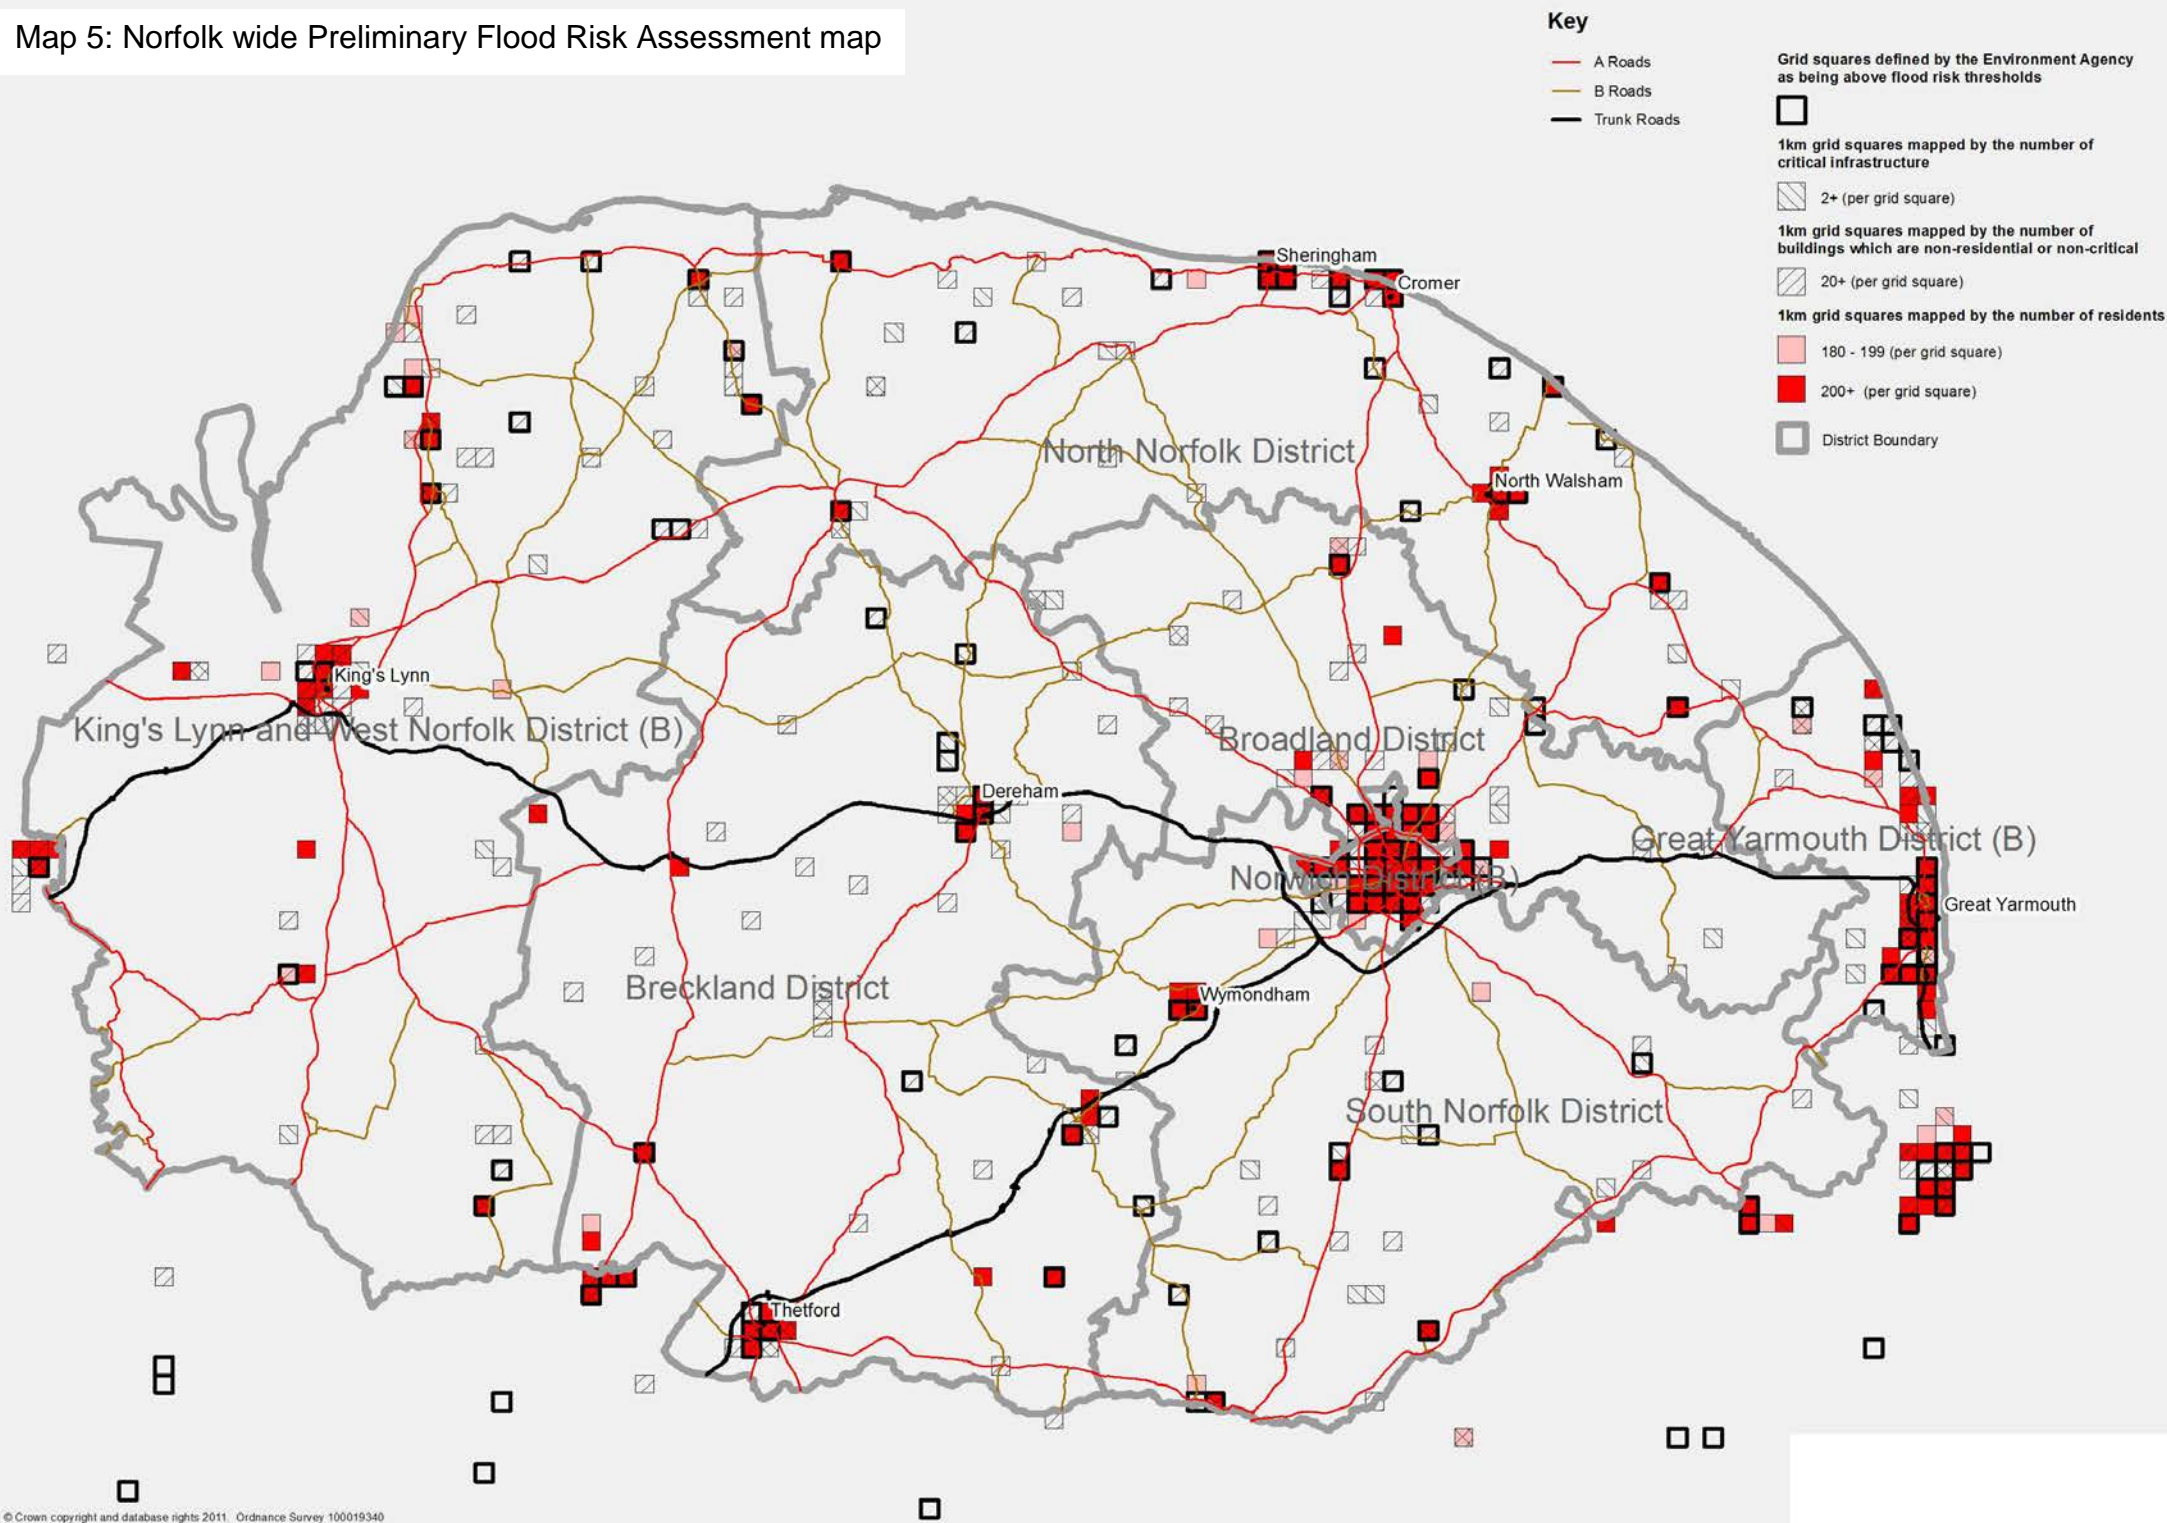 Map 5: Norfolk wide Preliminary Flood Risk Assessment map
Key
A Roads
B Roads
Trunk Roads
Grid squares defined by the Environment Agency
as being above flood risk thresholds
1km grid squares mapped by the number of
critical infrastructure
2+ (per grid square)
1km grid squares mapped by the number of
buildings which are non-residential or non-critical
20+ (per grid square)
1km grid squares mapped by the number of residents
180 - 199 (per grid square)
200+ (per grid square)
District Boundary
Sheringham
Cromer
North Norfolk District
North Walsham
King's Lynn
King's Lynn and West Norfolk District (B)
Broadland District
Dereham
Great Yarmouth District (B)
Norwich District (B)
Great Yarmouth
Breckland District
Wymondham
South Norfolk District
Thetford
© Crown copyright and database rights 2011. Ordnance Survey 100019340